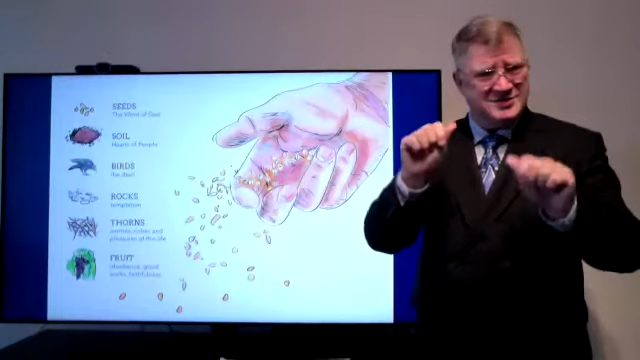 SEEDS
The Word of God
SOIL
Hearts of People
BIRDS
the devil
ROCKS
temptation
THORNS
worries, riches and
pleasures of this life
FRUIT
obedience, good
works, faithfulness